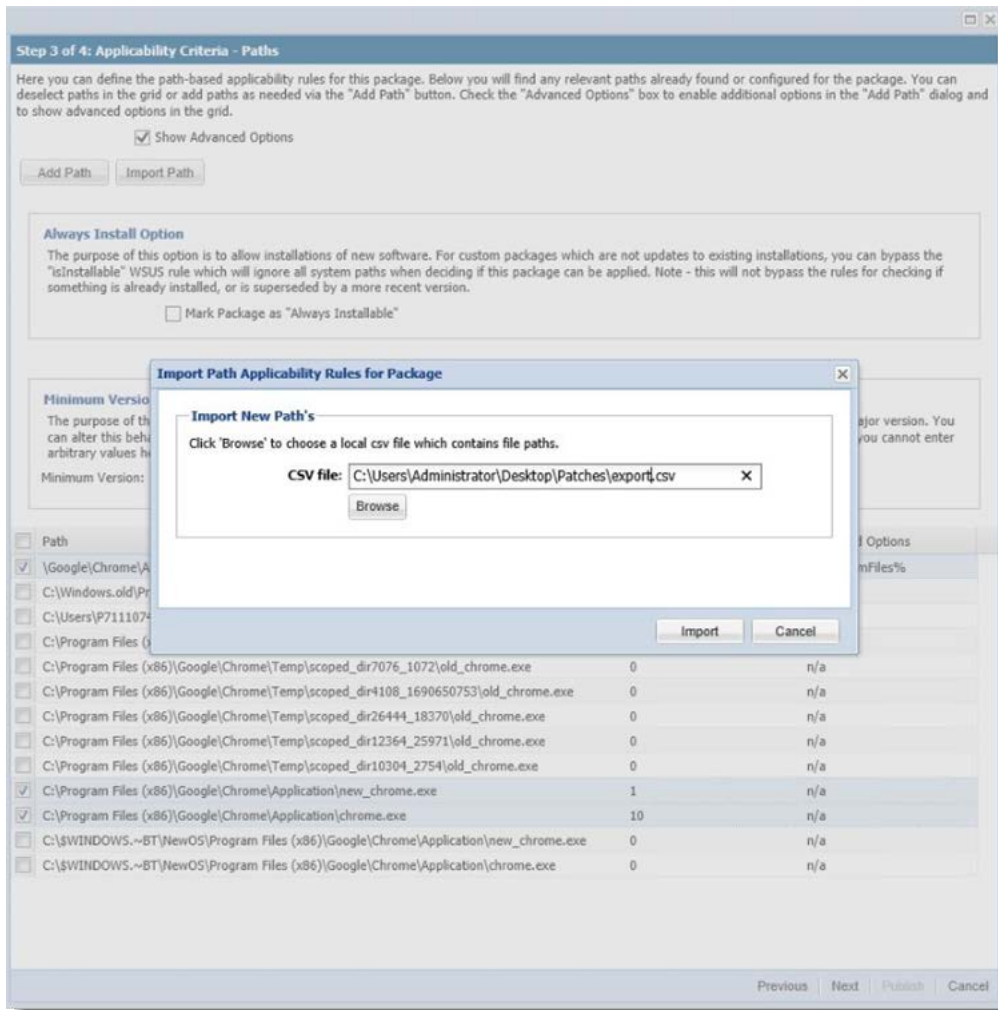 Step 3 of 4: Applicability Criteria - Paths
Here you can define the path-based applicability rules for this package. Below you will find any relevant paths already found or configured for the package. You can
deselect paths in the grid or add paths as needed via the "Add Path" button. Check the "Advanced Options" box to enable additional options in the "Add Path" dialog and
to show advanced options in the grid.
Show Advanced Options
Add Path Import Path
Always Install Option
The purpose of this option is to allow installations of new software. For custom packages which are not updates to existing installations, you can bypass the
"isInstallable" WSUS rule which will ignore all system paths when deciding if this package can be applied. Note - this will not bypass the rules for checking if
something is already installed, or is superseded by a more recent version.
Mark Package as "Always Installable"
Import Path Applicability Rules for Package
Import New Path's
Click 'Browse' to choose a local csv file which contains file paths.
CSV file: C:\Users\Administrator\Desktop\Patches\export.csv
Browse
Import Cancel
Minimum Versio
The purpose of th ajor version. You
can alter this beha you cannot enter
arbitrary values h
Minimum Version:
Path d Options
\Google\Chrome\A mFiles%
C:\Windows.old\Pr
C:\Users\P7111074
C:\Program Files (
C:\Program Files (x86)\Google\Chrome\Temp\scoped_dir7076_1072\old_chrome.exe 0 n/a
C:\Program Files (x86)\Google\Chrome\Temp\scoped_dir4108_1690650753\old_chrome.exe 0 n/a
C:\Program Files (x86)\Google\Chrome\Temp\scoped_dir26444_18370\old_chrome.exe 0 n/a
C:\Program Files (x86)\Google\Chrome\Temp\scoped_dir12364_25971\old_chrome.exe 0 n/a
C:\Program Files (x86)\Google\Chrome\Temp\scoped_dir10304_2754\old_chrome.exe 0 n/a
C:\Program Files (x86)\Google\Chrome\Application\new_chrome.exe 1 n/a
C:\Program Files (x86)\Google\Chrome\Application\chrome.exe 10 n/a
C:\$WINDOWS.~BT\NewOS\Program Files (x86)\Google\Chrome\Application\new_chrome.exe 0 n/a
C:\$WINDOWS.~BT\NewOS\Program Files (x86)\Google\Chrome\Application\chrome.exe 0 n/a
Previous Next Publish Cancel